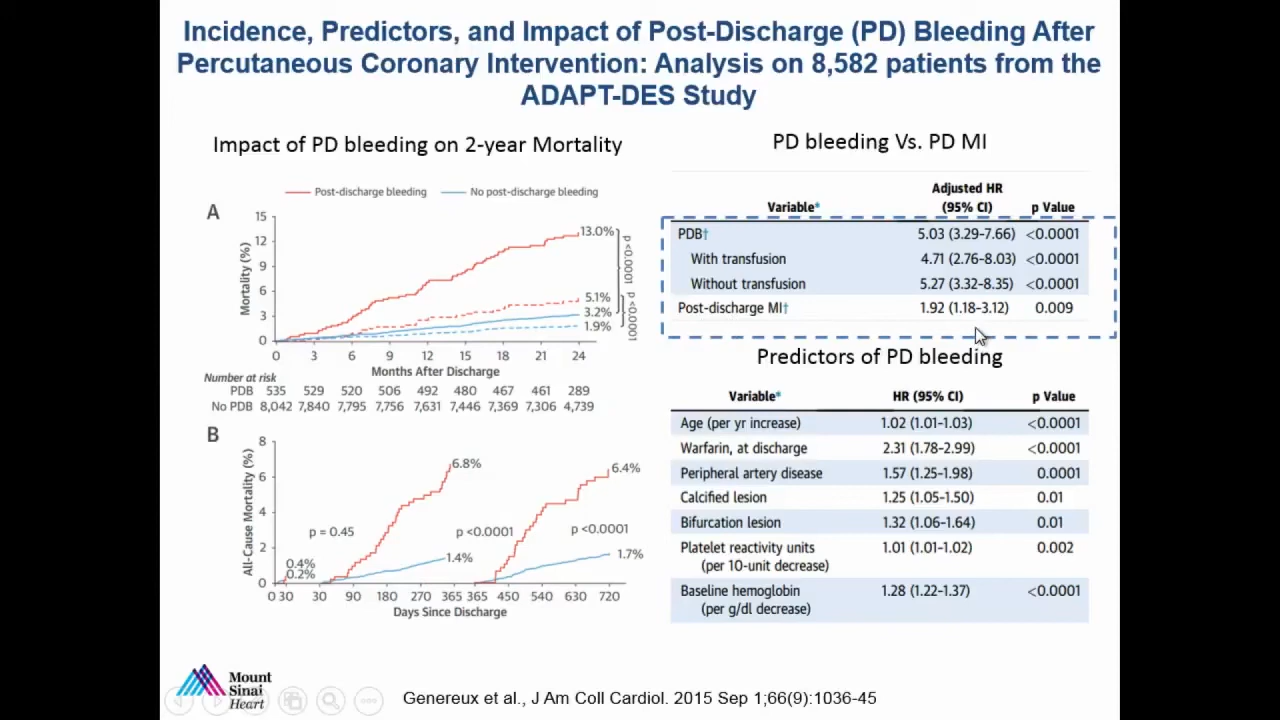 Incidence, Predictors, and Impact of Post-Discharge (PD) Bleeding After
Percutaneous Coronary Intervention: Analysis on 8,582 patients from the
ADAPT-DES Study
Impact of PD bleeding on 2-year Mortality
Post-discharge bleeding
No post-discharge bleeding
A
Mortality (%)
15
12
9
6
3
0
13.0%
5.1%
3.2%
1.9%
p <0.0001
p <0.0001
0 3 6 9 12 15 18 21 24
Months After Discharge
Number at risk
PDB 535 529 520 506 492 480 467 461 289
No PDB 8,042 7,840 7,795 7,756 7,631 7,446 7,369 7,306 4,739
B
All-Cause Mortality (%)
8
6
4
2
0
6.8%
6.4%
p = 0.45
p <0.0001
p <0.0001
0.4%
0.2%
1.4%
1.7%
0 30 30 90 180 270 365 365 450 540 630 720
Days Since Discharge
PD bleeding Vs. PD MI
Variable* Adjusted HR (95% CI) p Value
PDB† 5.03 (3.29-7.66) <0.0001
With transfusion 4.71 (2.76-8.03) <0.0001
Without transfusion 5.27 (3.32-8.35) <0.0001
Post-discharge MI† 1.92 (1.18-3.12) 0.009
Predictors of PD bleeding
Variable* HR (95% CI) p Value
Age (per yr increase) 1.02 (1.01-1.03) <0.0001
Warfarin, at discharge 2.31 (1.78-2.99) <0.0001
Peripheral artery disease 1.57 (1.25-1.98) 0.0001
Calcified lesion 1.25 (1.05-1.50) 0.01
Bifurcation lesion 1.32 (1.06-1.64) 0.01
Platelet reactivity units 1.01 (1.01-1.02) 0.002
(per 10-unit decrease)
Baseline hemoglobin 1.28 (1.22-1.37) <0.0001
(per g/dl decrease)
Mount
Sinai
Heart
Genereux et al., J Am Coll Cardiol. 2015 Sep 1;66(9):1036-45